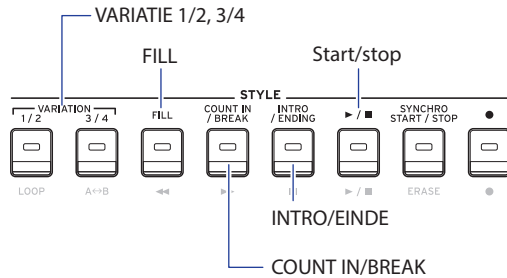 VARIATIE 1/2, 3/4
FILL
Start/stop
STYLE
VARIATION
1 / 2
3 / 4
FILL
COUNT IN
/ BREAK
INTRO
/ ENDING
►/■
SYNCHRO
START / STOP
●
LOOP
A↔B
◄◄
►►
►/■
ERASE
●
INTRO/EINDE
COUNT IN/BREAK